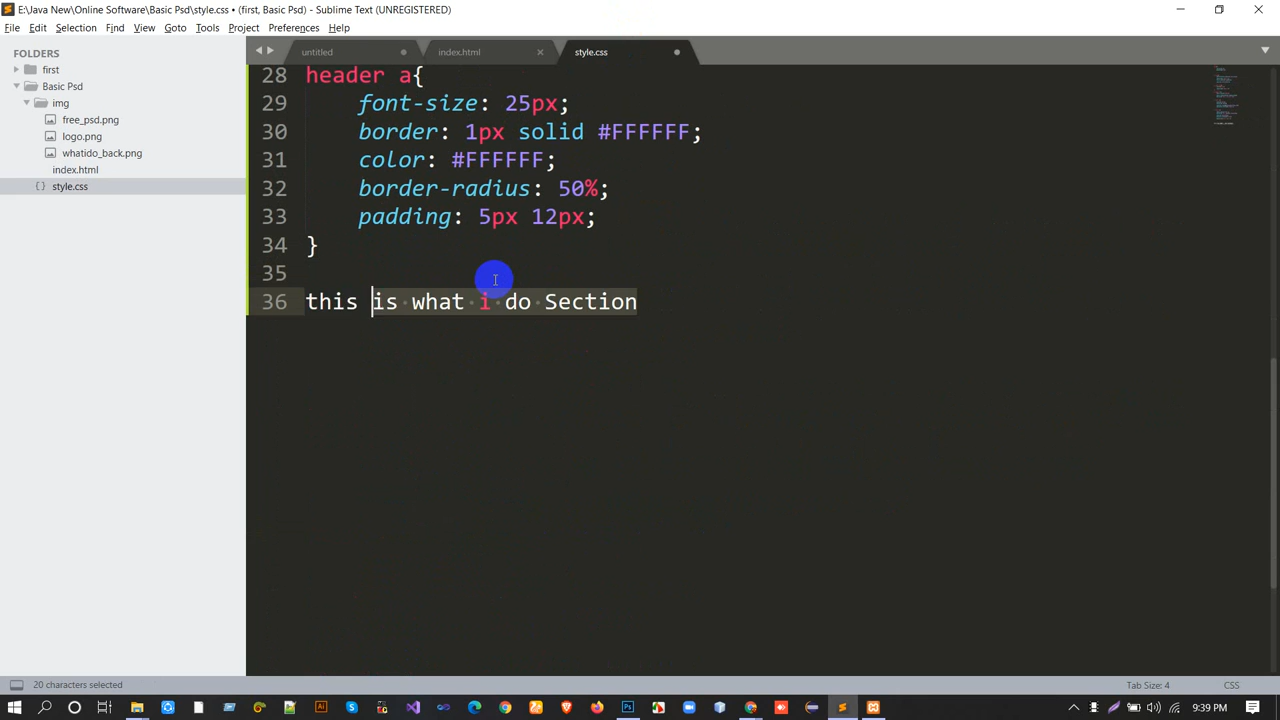 E:\Java New\Online Software\Basic Psd\style.css • (first, Basic Psd) - Sublime Text (UNREGISTERED)
File Edit Selection Find View Goto Tools Project Preferences Help
FOLDERS
first
Basic Psd
img
free_psd.png
logo.png
whatido_back.png
index.html
style.css
untitled index.html style.css
28 header a{
29 font-size: 25px;
30 border: 1px solid #FFFFFF;
31 color: #FFFFFF;
32 border-radius: 50%;
33 padding: 5px 12px;
34 }
35
36 this is what i do Section
20 characters selected Tab Size: 4 CSS
9:39 PM